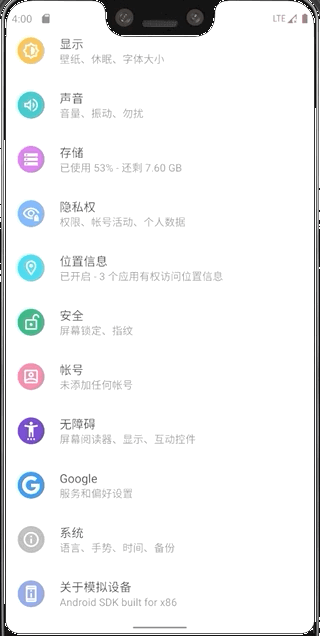 4:00 LTE
显示
壁纸、休眠、字体大小
声音
音量、振动、勿扰
存储
已使用 53% - 还剩 7.60 GB
隐私权
权限、帐号活动、个人数据
位置信息
已开启 - 3 个应用有权访问位置信息
安全
屏幕锁定、指纹
帐号
未添加任何帐号
无障碍
屏幕阅读器、显示、互动控件
Google
服务和偏好设置
系统
语言、手势、时间、备份
关于模拟设备
Android SDK built for x86